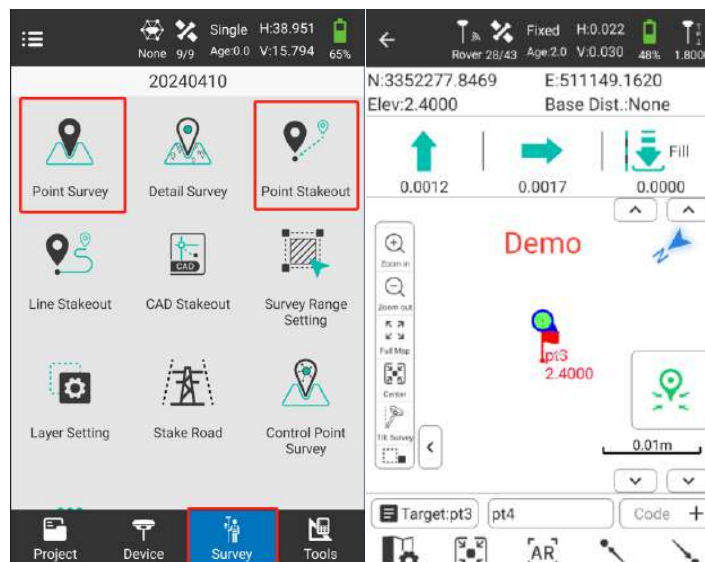 Single H:38.951
None 9/9 Age:0.0 V:15.794 65%
20240410
Point Survey
Detail Survey
Point Stakeout
Line Stakeout
CAD
CAD Stakeout
Survey Range
Setting
Layer Setting
Stake Road
Control Point
Survey
Project
Device
Survey
Tools
Fixed H:0.022
Rover 28/43 Age:2.0 V:0.030 48% 1.800
N:3352277.8469 E:511149.1620
Elev:2.4000 Base Dist.:None
Fill
0.0012 0.0017 0.0000
Zoom in
Demo
N
Zoom out
Full Map
pt3
2.4000
Center
Tilt Survey
0.01m
Target:pt3 pt4 Code +
AR